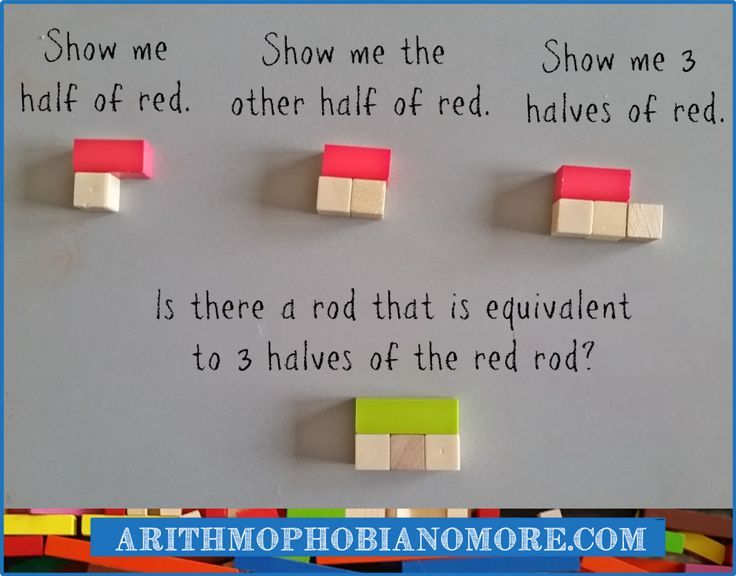 Show me
half of red.
Show me the
other half of red.
Show me 3
halves of red.
Is there a rod that is equivalent
to 3 halves of the red rod?
ARITHMOPHOBIANOMORE.COM